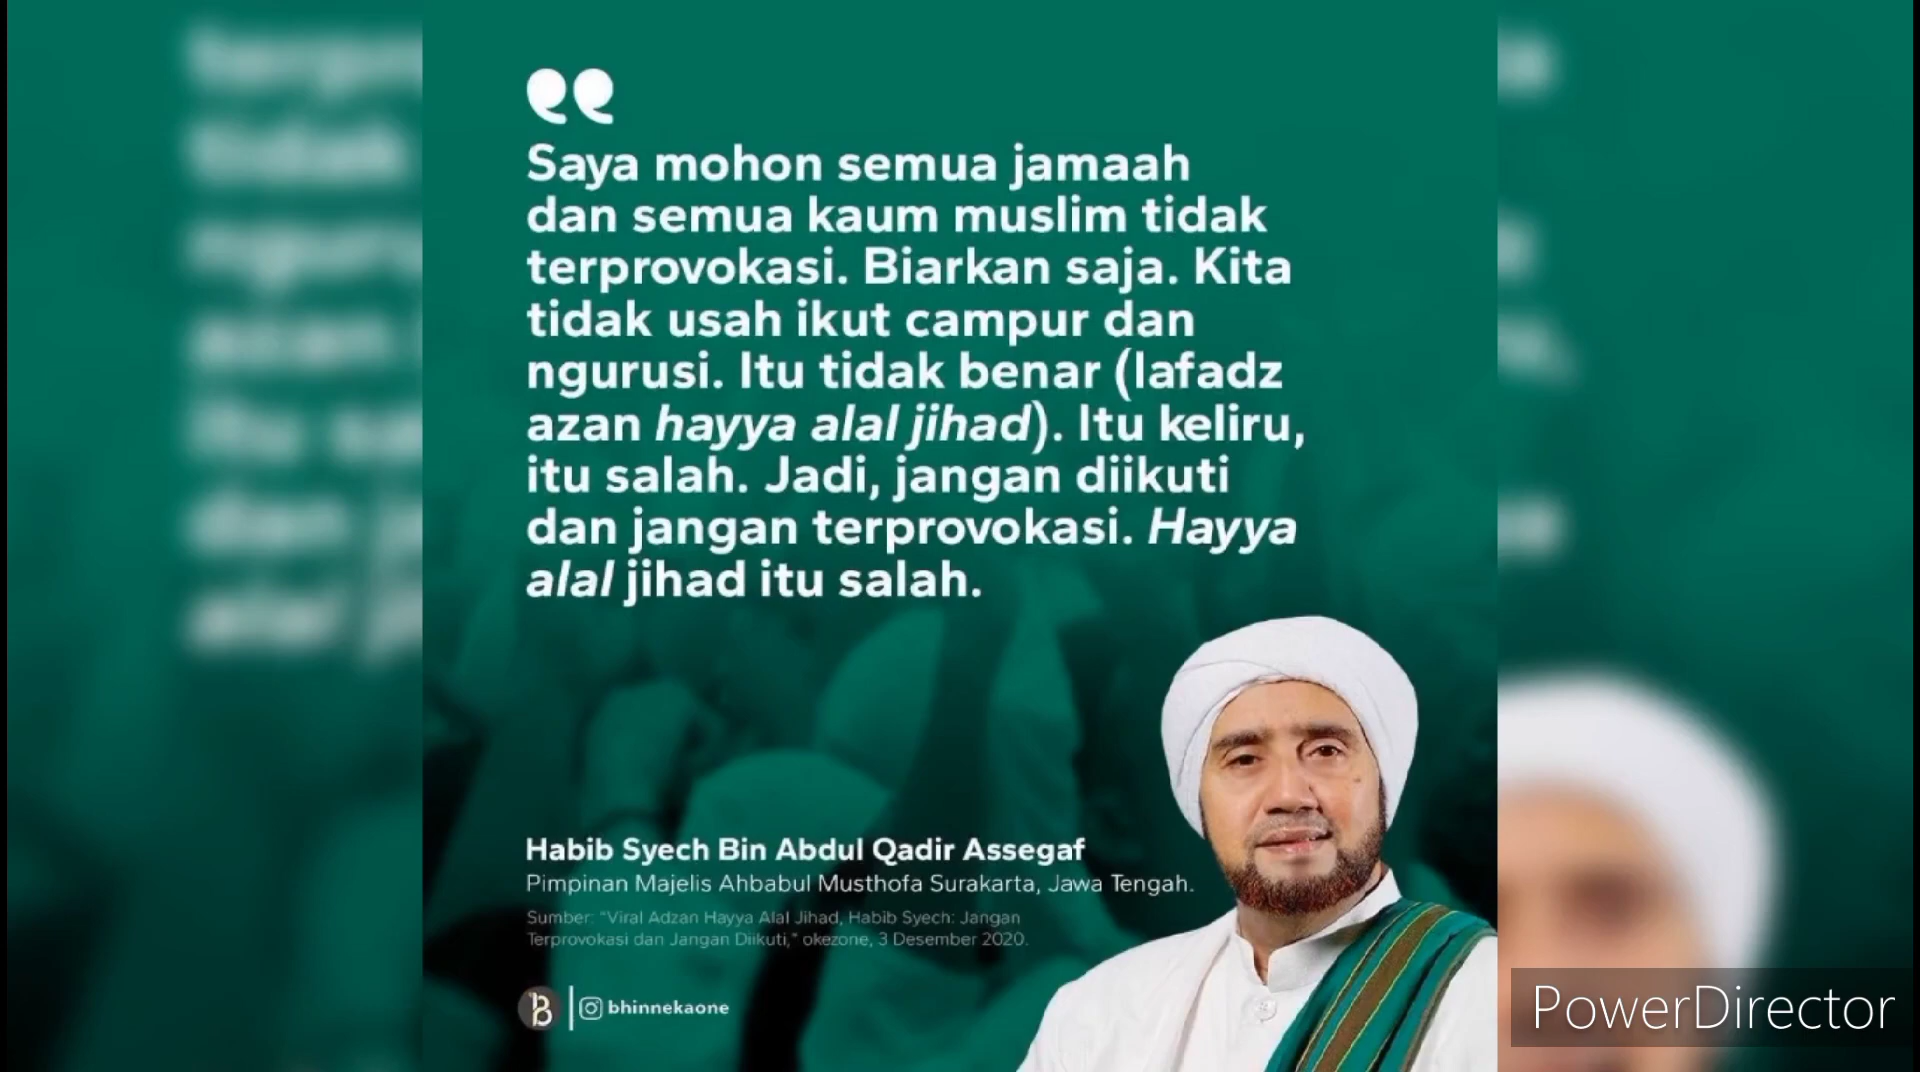 Saya mohon semua jamaah
dan semua kaum muslim tidak
terprovokasi. Biarkan saja. Kita
tidak usah ikut campur dan
ngurusi. Itu tidak benar (lafadz
azan hayya alal jihad). Itu keliru,
itu salah. Jadi, jangan diikuti
dan jangan terprovokasi. Hayya
alal jihad itu salah.
Habib Syech Bin Abdul Qadir Assegaf
Pimpinan Majelis Ahbabul Musthofa Surakarta, Jawa Tengah.
Sumber: "Viral Adzan Hayya Alal Jihad, Habib Syech: Jangan
Terprovokasi dan Jangan Diikuti," okezone, 3 Desember 2020.
bhinnekaone
PowerDirector